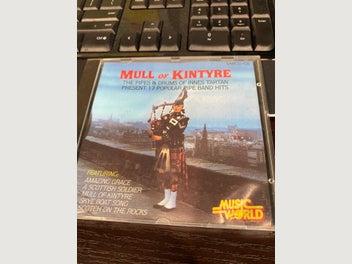 MULL OF KINTYRE
THE PIPES & DRUMS OF INNES TARTAN
PRESENT 17 POPULAR PIPE BAND HITS
FEATURING:
AMAZING GRACE
A SCOTTISH SOLDIER
MULL OF KINTYRE
SKYE BOAT SONG
SCOTCH ON THE ROCKS
MUSIC
WORLD